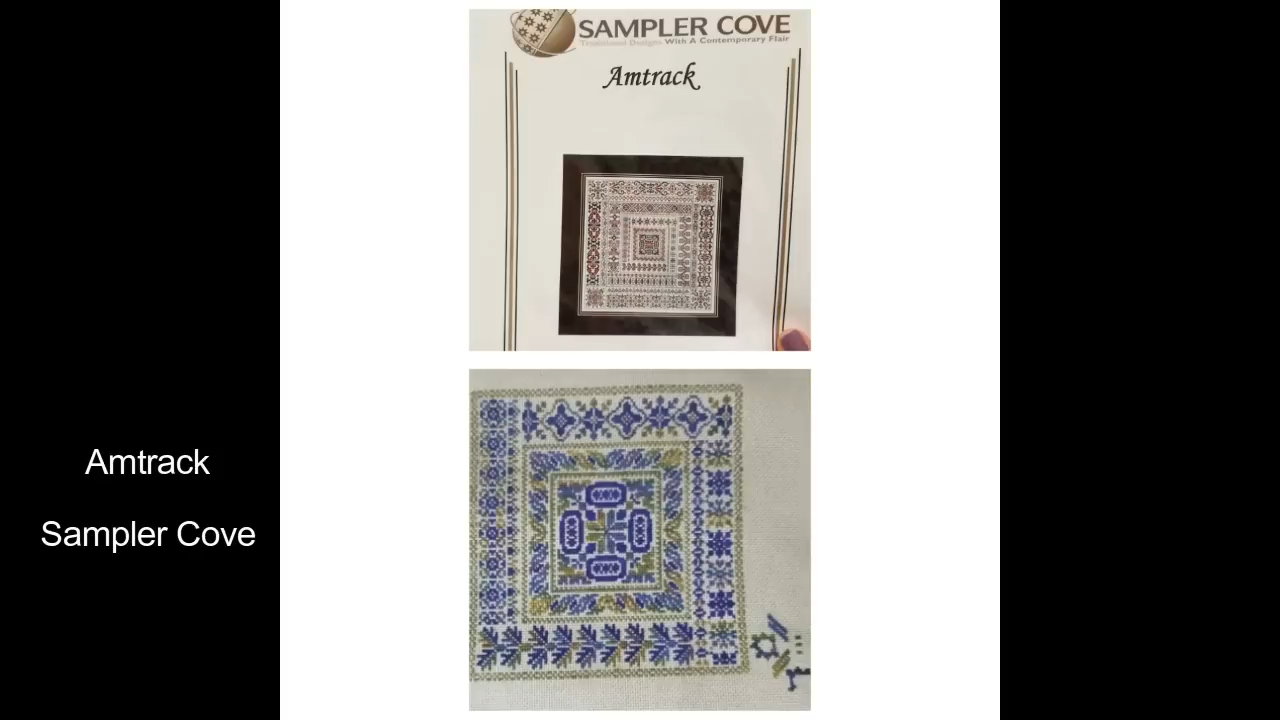 SAMPLER COVE
Traditional Designs With A Contemporary Flair
Amtrack
Amtrack
Sampler Cove